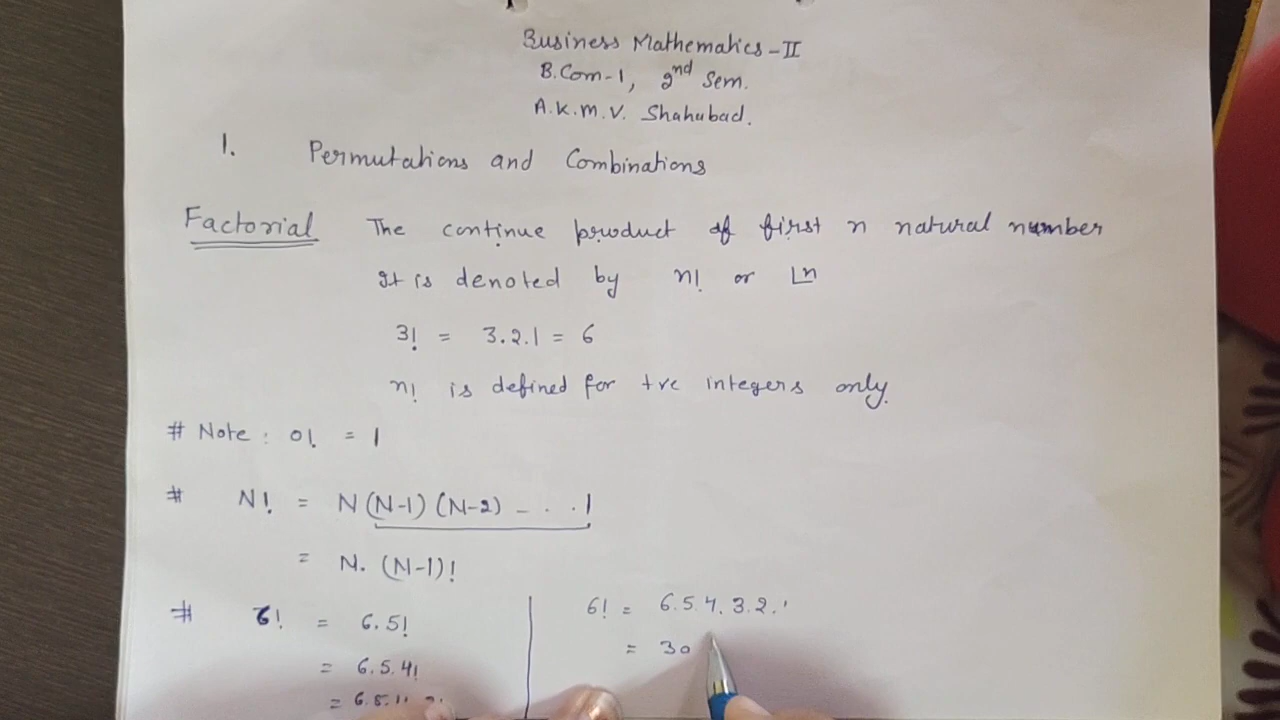 Business Mathematics-II
B.Com-1, 2nd Sem.
A.K.M.V. Shahabad.
1. Permutations and Combinations
Factorial The continue product of first n natural number
It is denoted by n! or ∟n
3! = 3.2.1 = 6
n! is defined for +ve integers only.
# Note: 0! = 1
# N! = N(N-1)(N-2) - . . . 1
= N. (N-1)!
# 6! = 6.5!
= 6.5.4!
= 6.5.
6! = 6.5.4.3.2.1
= 30